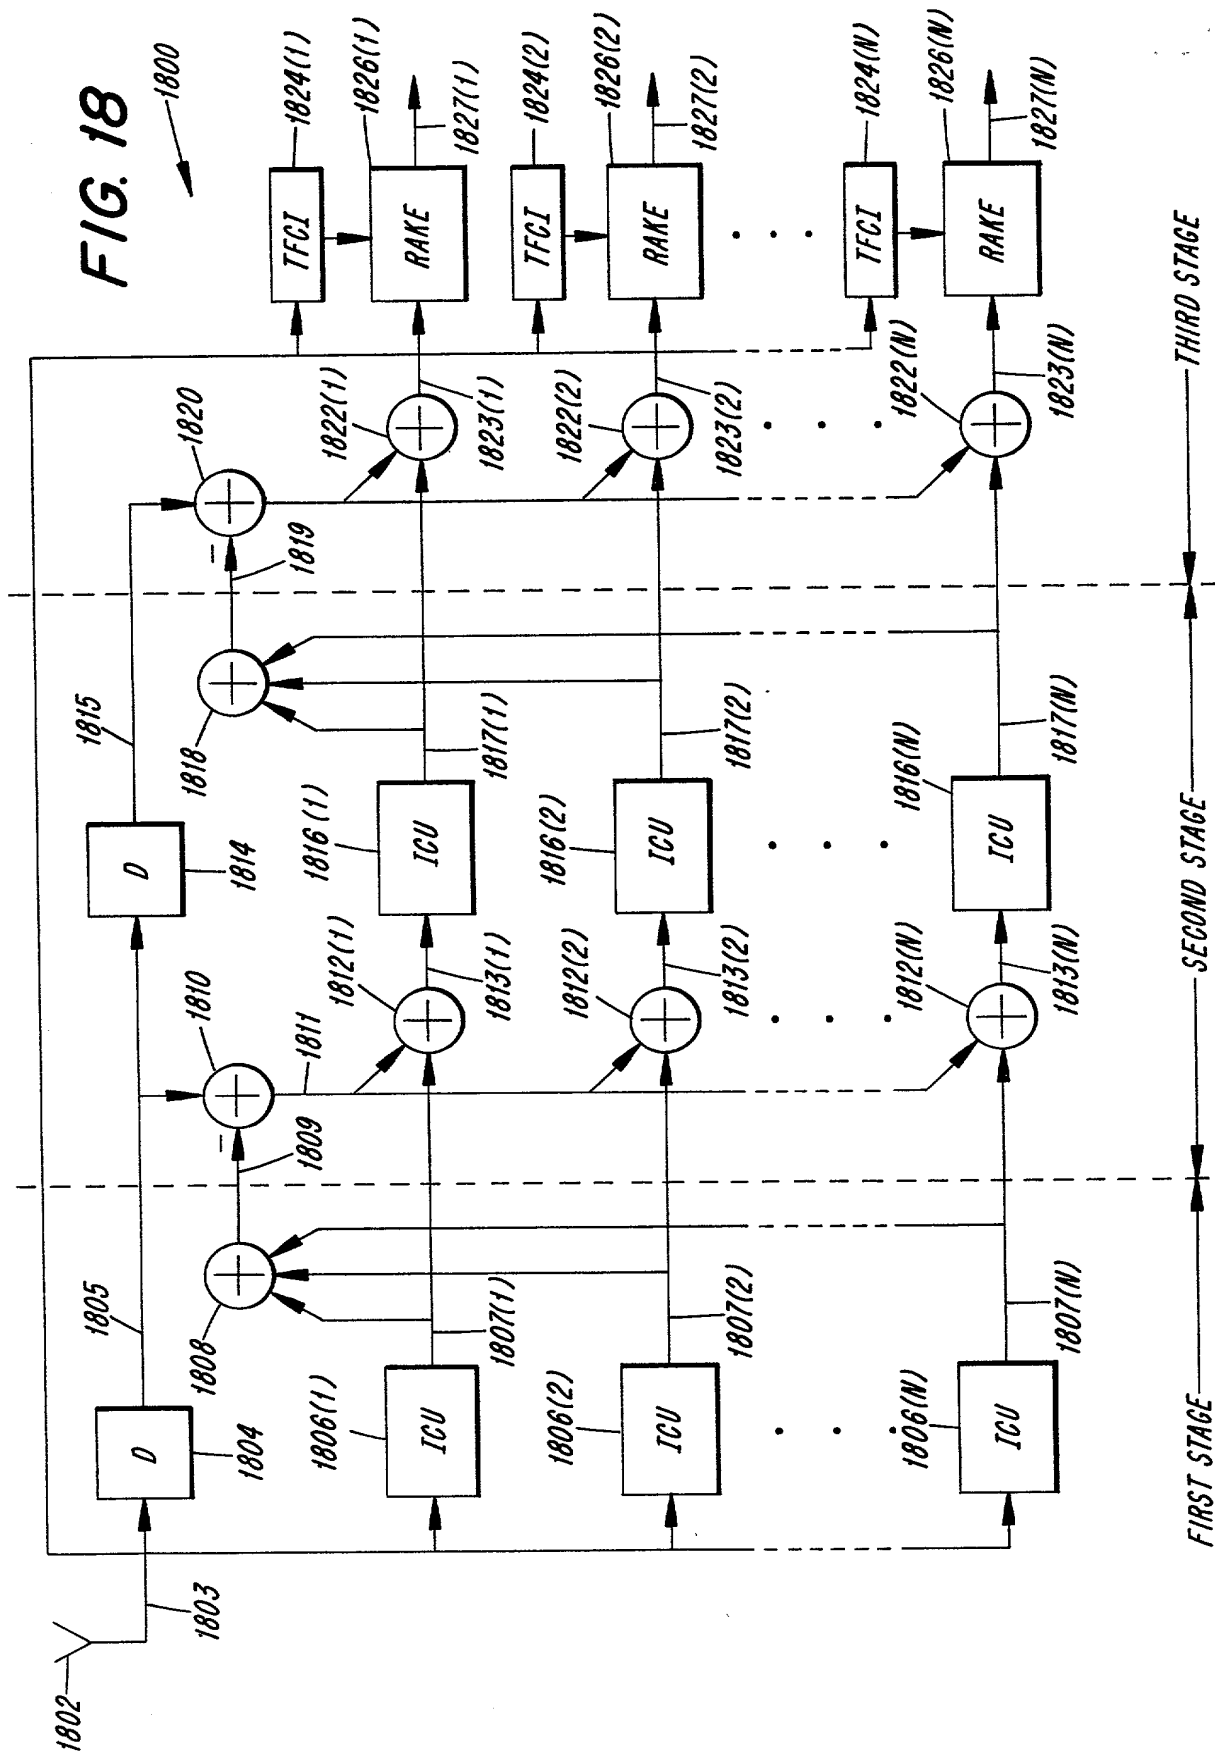 FIG. 18
1800
1802
1803
D
1804
1805
ICU
1806(1)
1807(1)
ICU
1806(2)
1807(2)
ICU
1806(N)
1807(N)
1808
1809
−
1810
1811
1812(1)
1813(1)
1812(2)
1813(2)
1812(N)
1813(N)
D
1814
1815
ICU
1816(1)
1817(1)
ICU
1816(2)
1817(2)
ICU
1816(N)
1817(N)
1818
1819
−
1820
1822(1)
1823(1)
1822(2)
1823(2)
1822(N)
1823(N)
TFCI
1824(1)
RAKE
1826(1)
1827(1)
TFCI
1824(2)
RAKE
1826(2)
1827(2)
TFCI
1824(N)
RAKE
1826(N)
1827(N)
FIRST STAGE
SECOND STAGE
THIRD STAGE